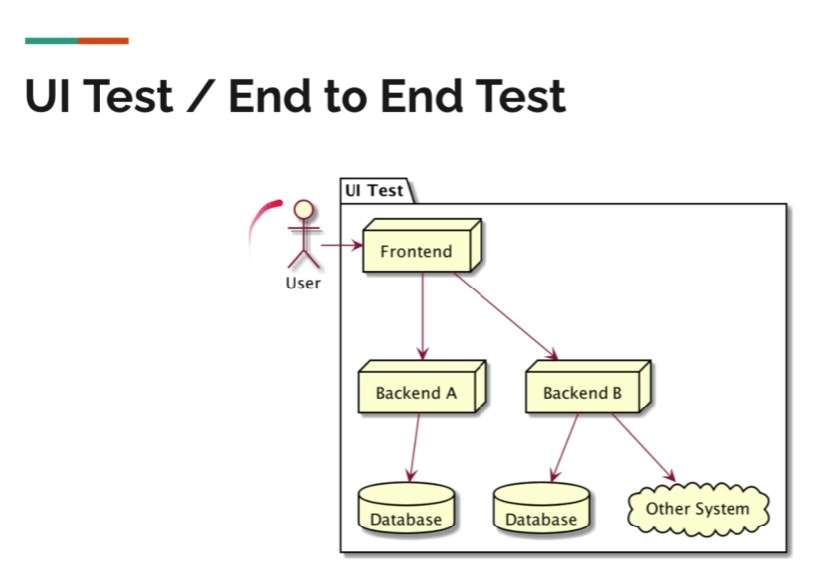 UI Test / End to End Test
UI Test
Frontend
User
Backend A
Backend B
Database
Database
Other System